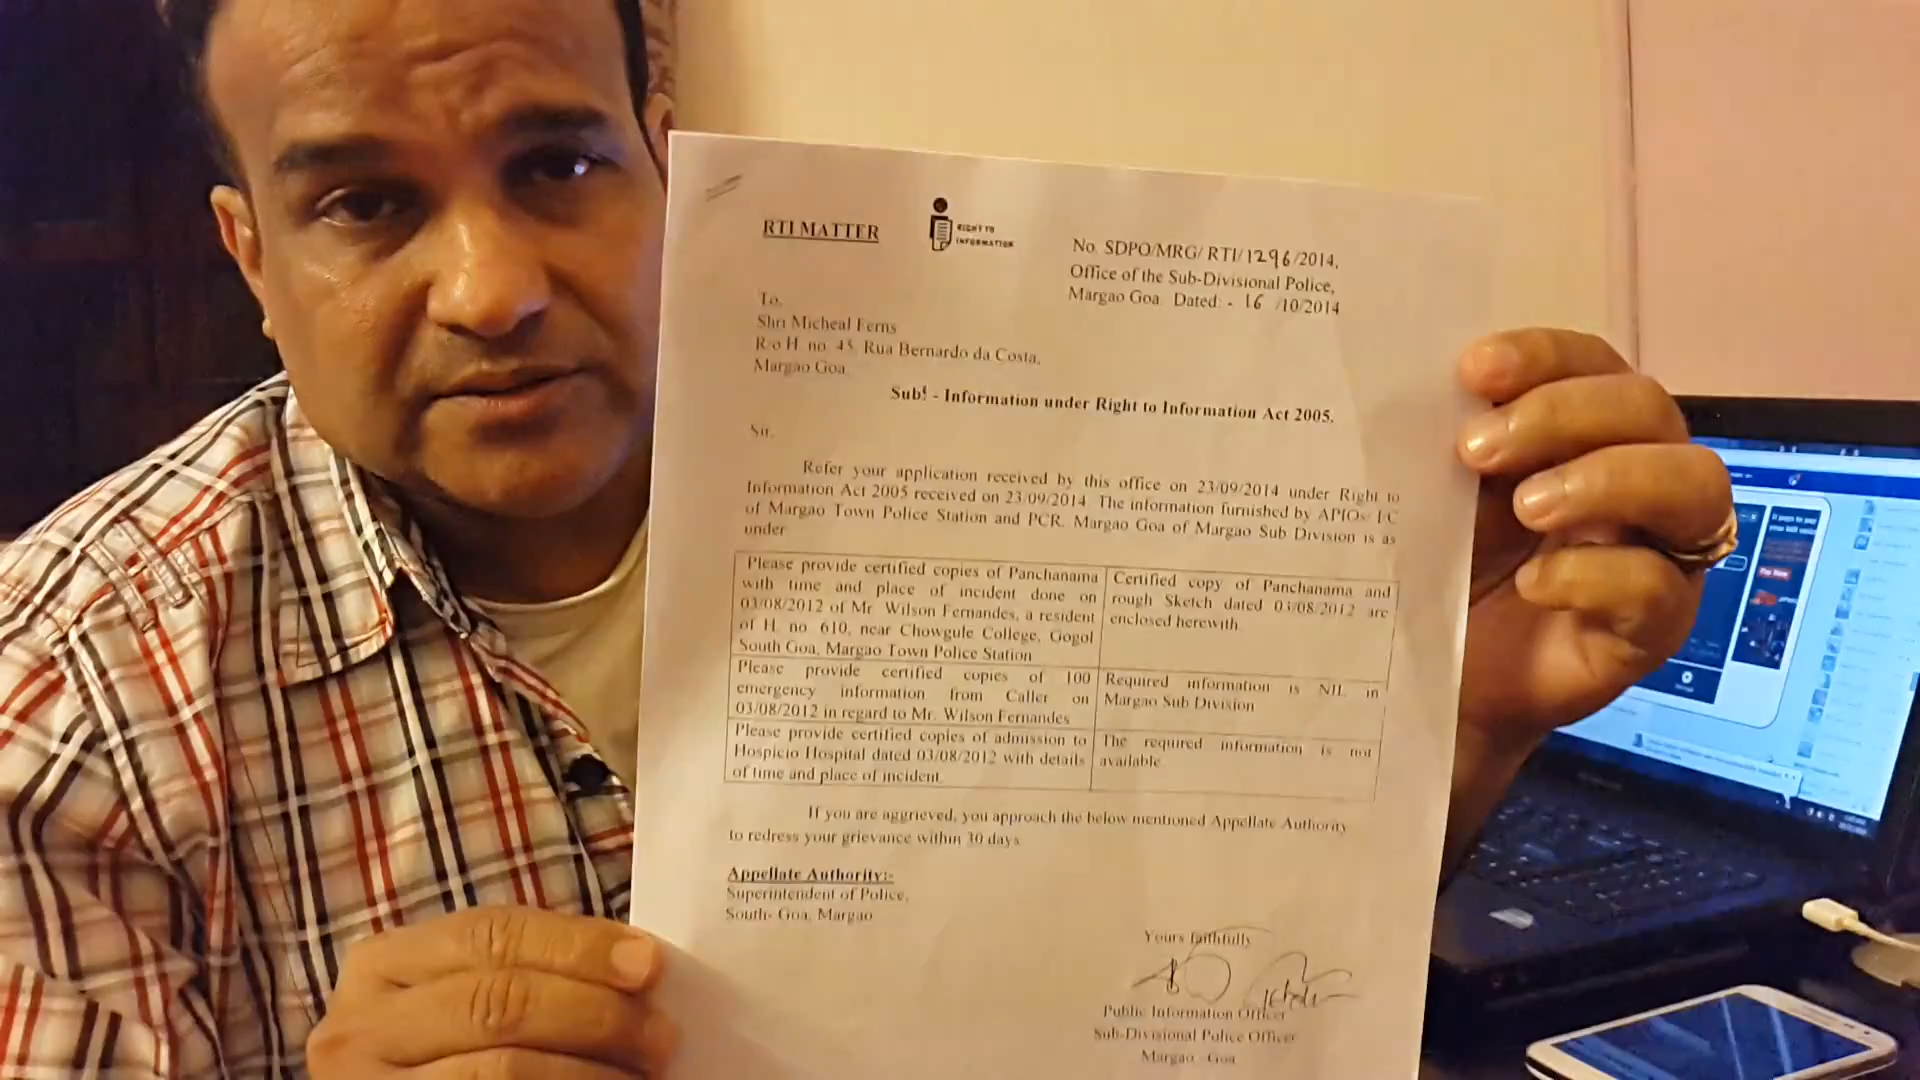 RTI MATTER
RIGHT TO
INFORMATION
No. SDPO/MRG/ RTI/1296/2014,
Office of the Sub-Divisional Police,
Margao Goa Dated: - 16 /10/2014
To,
Shri Micheal Ferns
R/o H. no. 45, Rua Bernardo da Costa,
Margao Goa.
Sub: - Information under Right to Information Act 2005.
Sir,
Refer your application received by this office on 23/09/2014 under Right to
Information Act 2005 received on 23/09/2014 The information furnished by APIOs/ I/C
of Margao Town Police Station and PCR, Margao Goa of Margao Sub Division is as
under
Please provide certified copies of Panchanama
with time and place of incident done on
03/08/2012 of Mr. Wilson Fernandes, a resident
of H. no 610, near Chowgule College, Gogol
South Goa, Margao Town Police Station
Certified copy of Panchanama and
rough Sketch dated 03/08/2012 are
enclosed herewith.
Please provide certified copies of 100
emergency information from Caller on
03/08/2012 in regard to Mr. Wilson Fernandes
Required information is NIL in
Margao Sub Division
Please provide certified copies of admission to
Hospicio Hospital dated 03/08/2012 with details
of time and place of incident.
The required information is not
available
If you are aggrieved, you approach the below mentioned Appellate Authority
to redress your grievance within 30 days
Appellate Authority:-
Superintendent of Police,
South- Goa, Margao
Yours faithfully
Public Information Officer
Sub-Divisional Police Officer
Margao - Goa